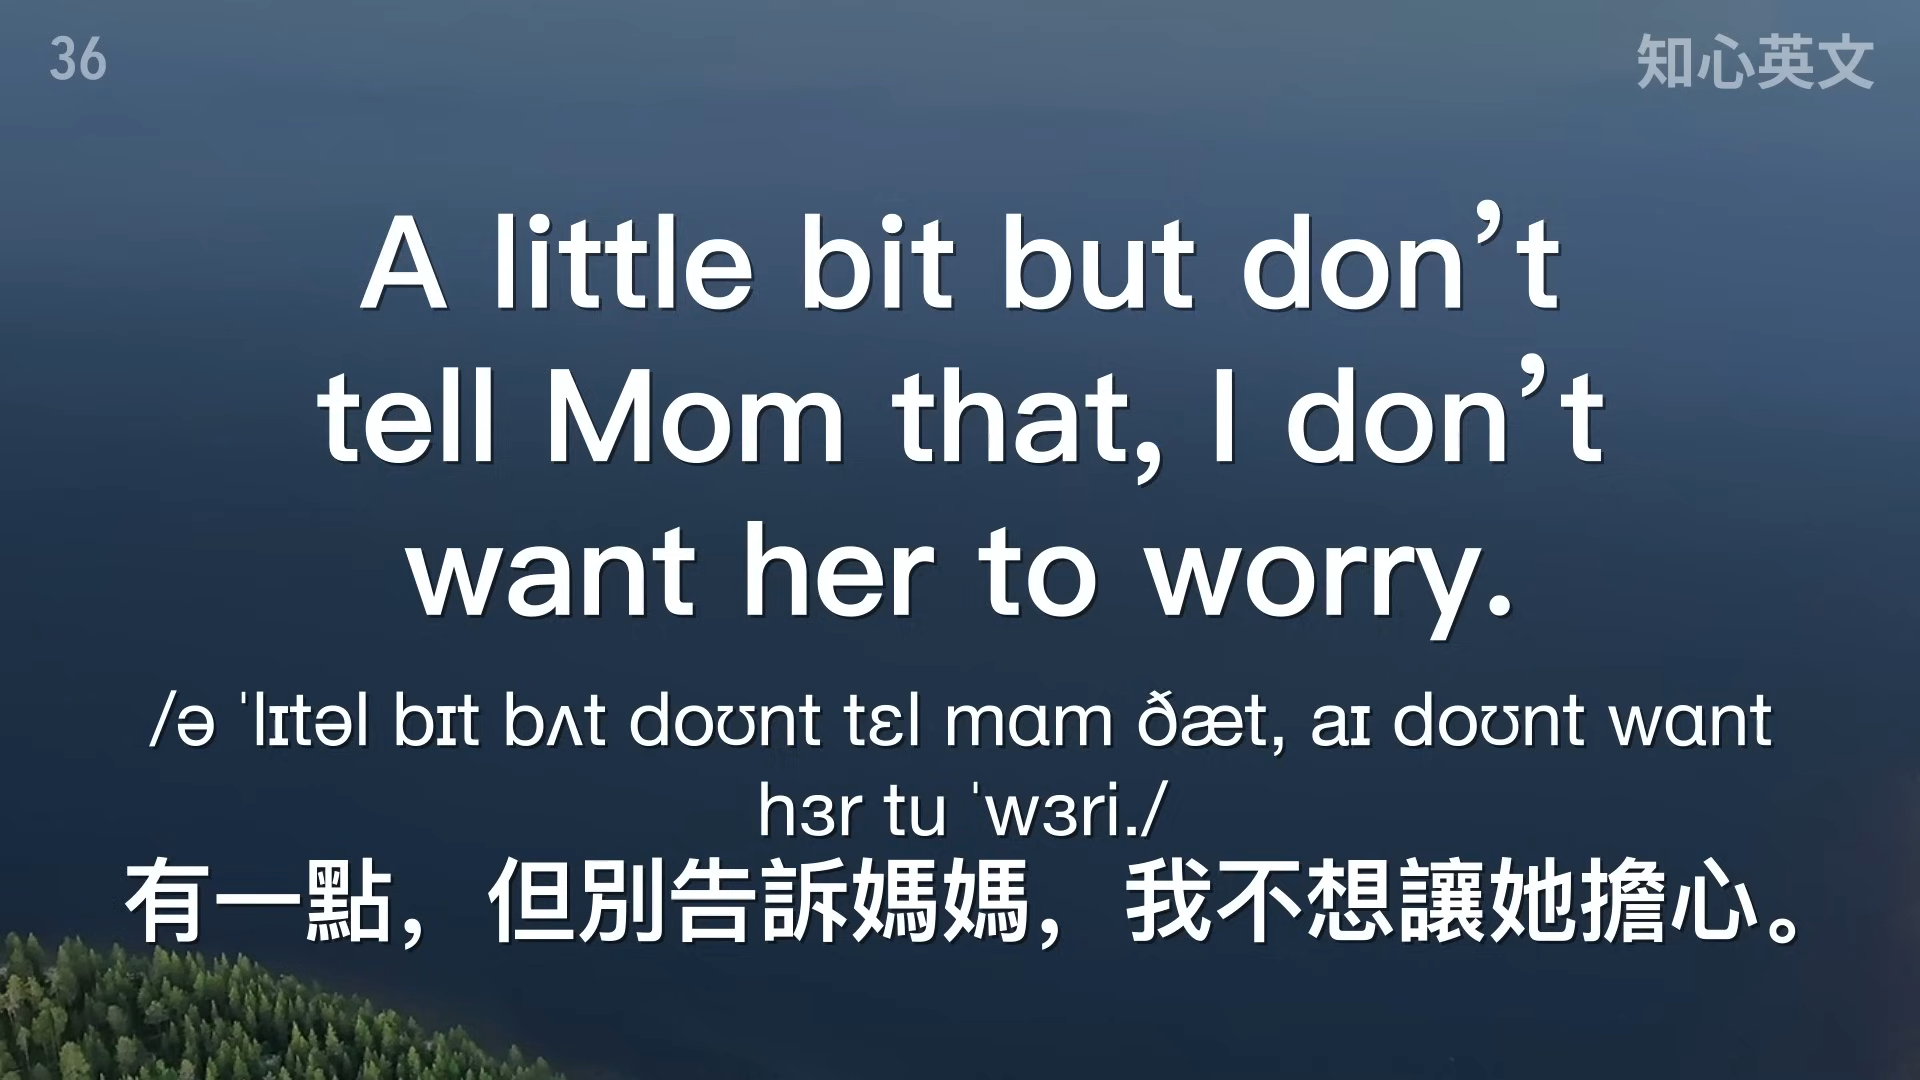 36
知心英文
A little bit but don’t
tell Mom that, I don’t
want her to worry.
/ə ˈlɪtəl bɪt bʌt doʊnt tɛl mɑm ðæt, aɪ doʊnt wɑnt
hɜr tu ˈwɜri./
有一點，但別告訴媽媽，我不想讓她擔心。